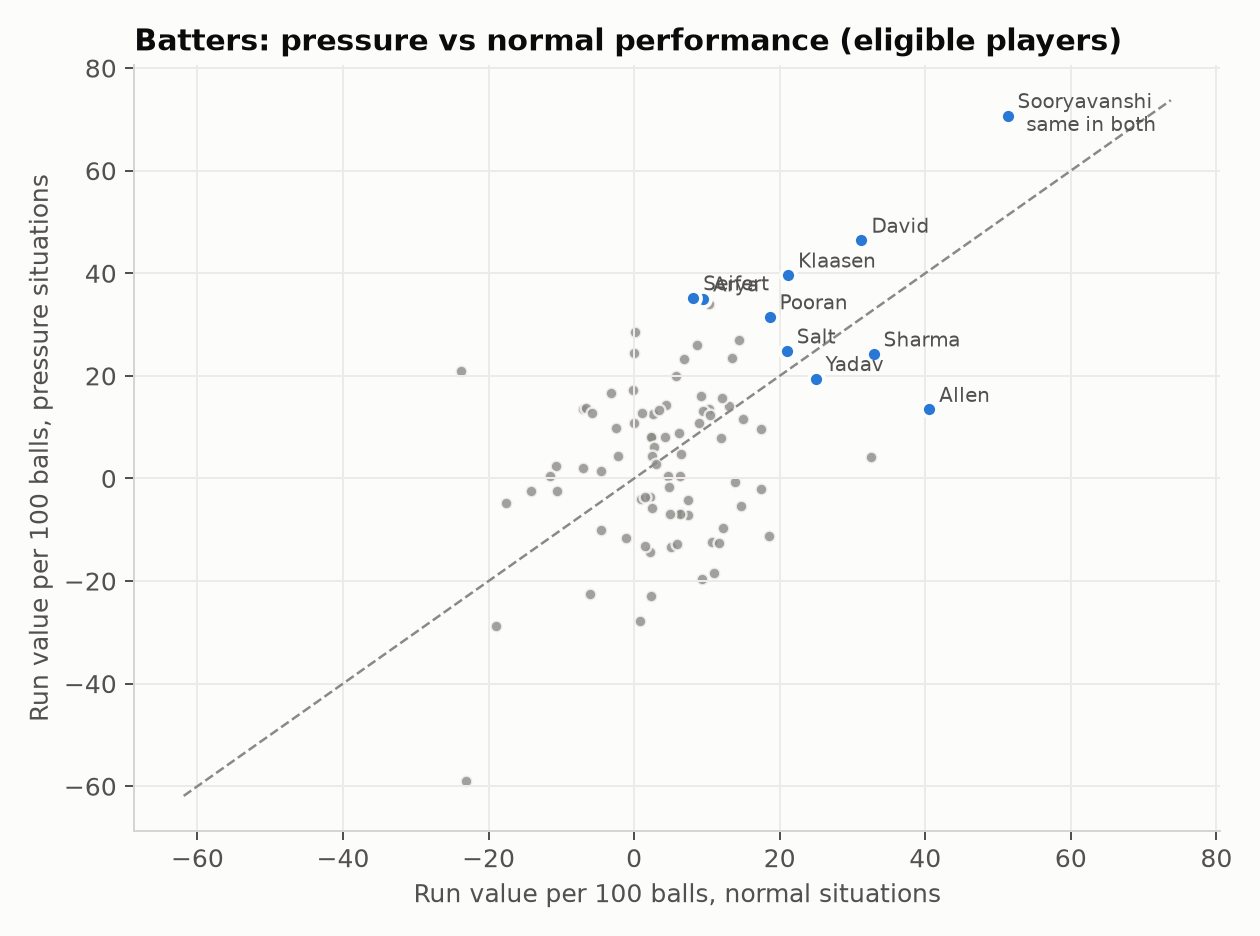 Batters: pressure vs normal performance (eligible players)
80
60
40
20
0
−20
−40
−60
Run value per 100 balls, pressure situations
Sooryavanshi
same in both
David
Klaasen
Seifert
Arya
Pooran
Salt
Sharma
Yadav
Allen
−60
−40
−20
0
20
40
60
80
Run value per 100 balls, normal situations